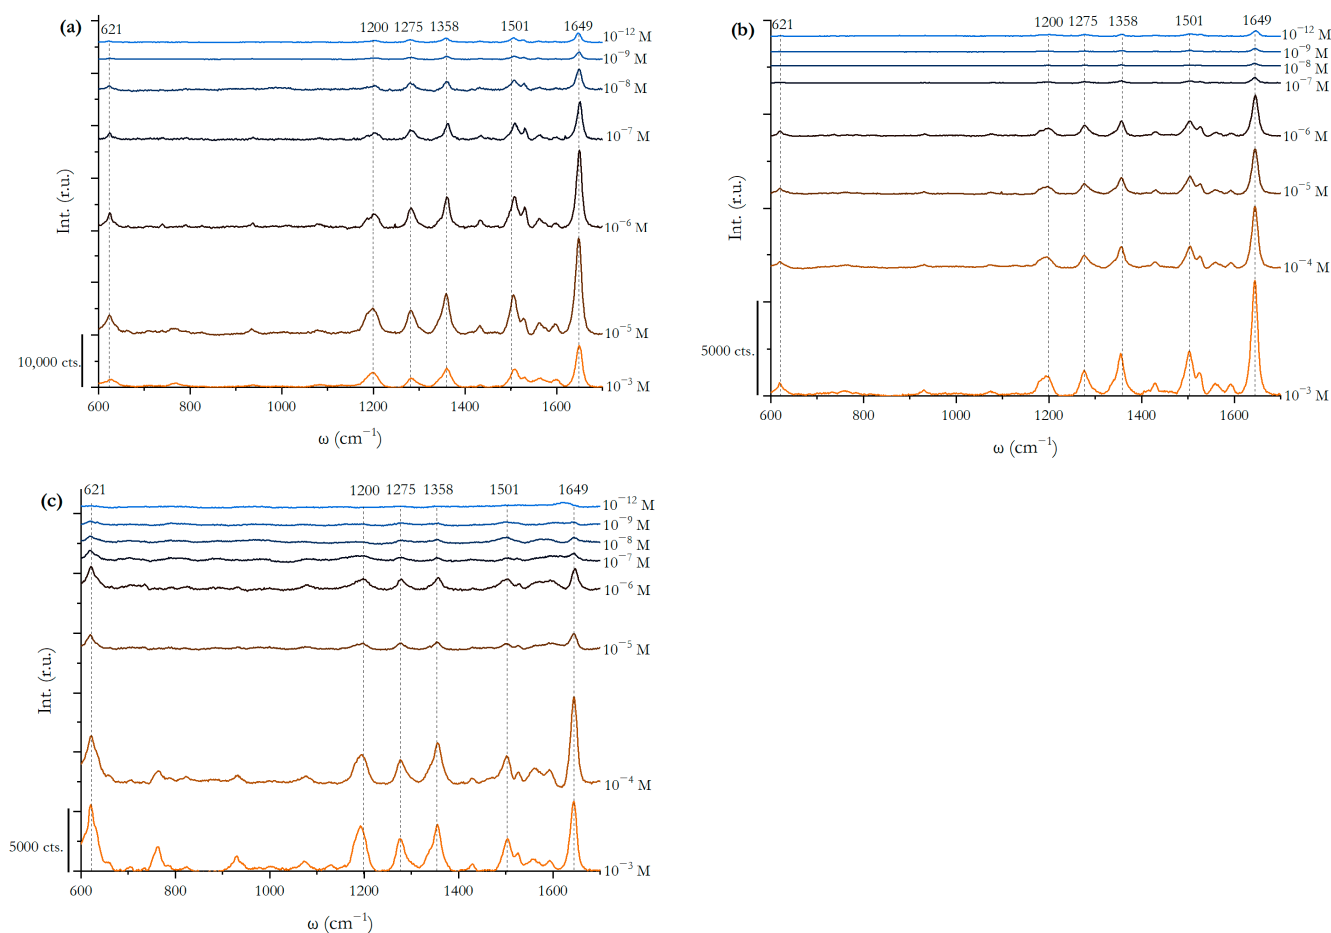 (a)
621 1200 1275 1358 1501 1649
10⁻¹² M
10⁻⁹ M
10⁻⁸ M
10⁻⁷ M
10⁻⁶ M
10⁻⁵ M
10⁻³ M
Int. (r.u.)
10,000 cts.
600 800 1000 1200 1400 1600
ω (cm⁻¹)
(b)
621 1200 1275 1358 1501 1649
10⁻¹² M
10⁻⁹ M
10⁻⁸ M
10⁻⁷ M
10⁻⁶ M
10⁻⁵ M
10⁻⁴ M
10⁻³ M
Int. (r.u.)
5000 cts.
600 800 1000 1200 1400 1600
ω (cm⁻¹)
(c)
621 1200 1275 1358 1501 1649
10⁻¹² M
10⁻⁹ M
10⁻⁸ M
10⁻⁷ M
10⁻⁶ M
10⁻⁵ M
10⁻⁴ M
10⁻³ M
Int. (r.u.)
5000 cts.
600 800 1000 1200 1400 1600
ω (cm⁻¹)